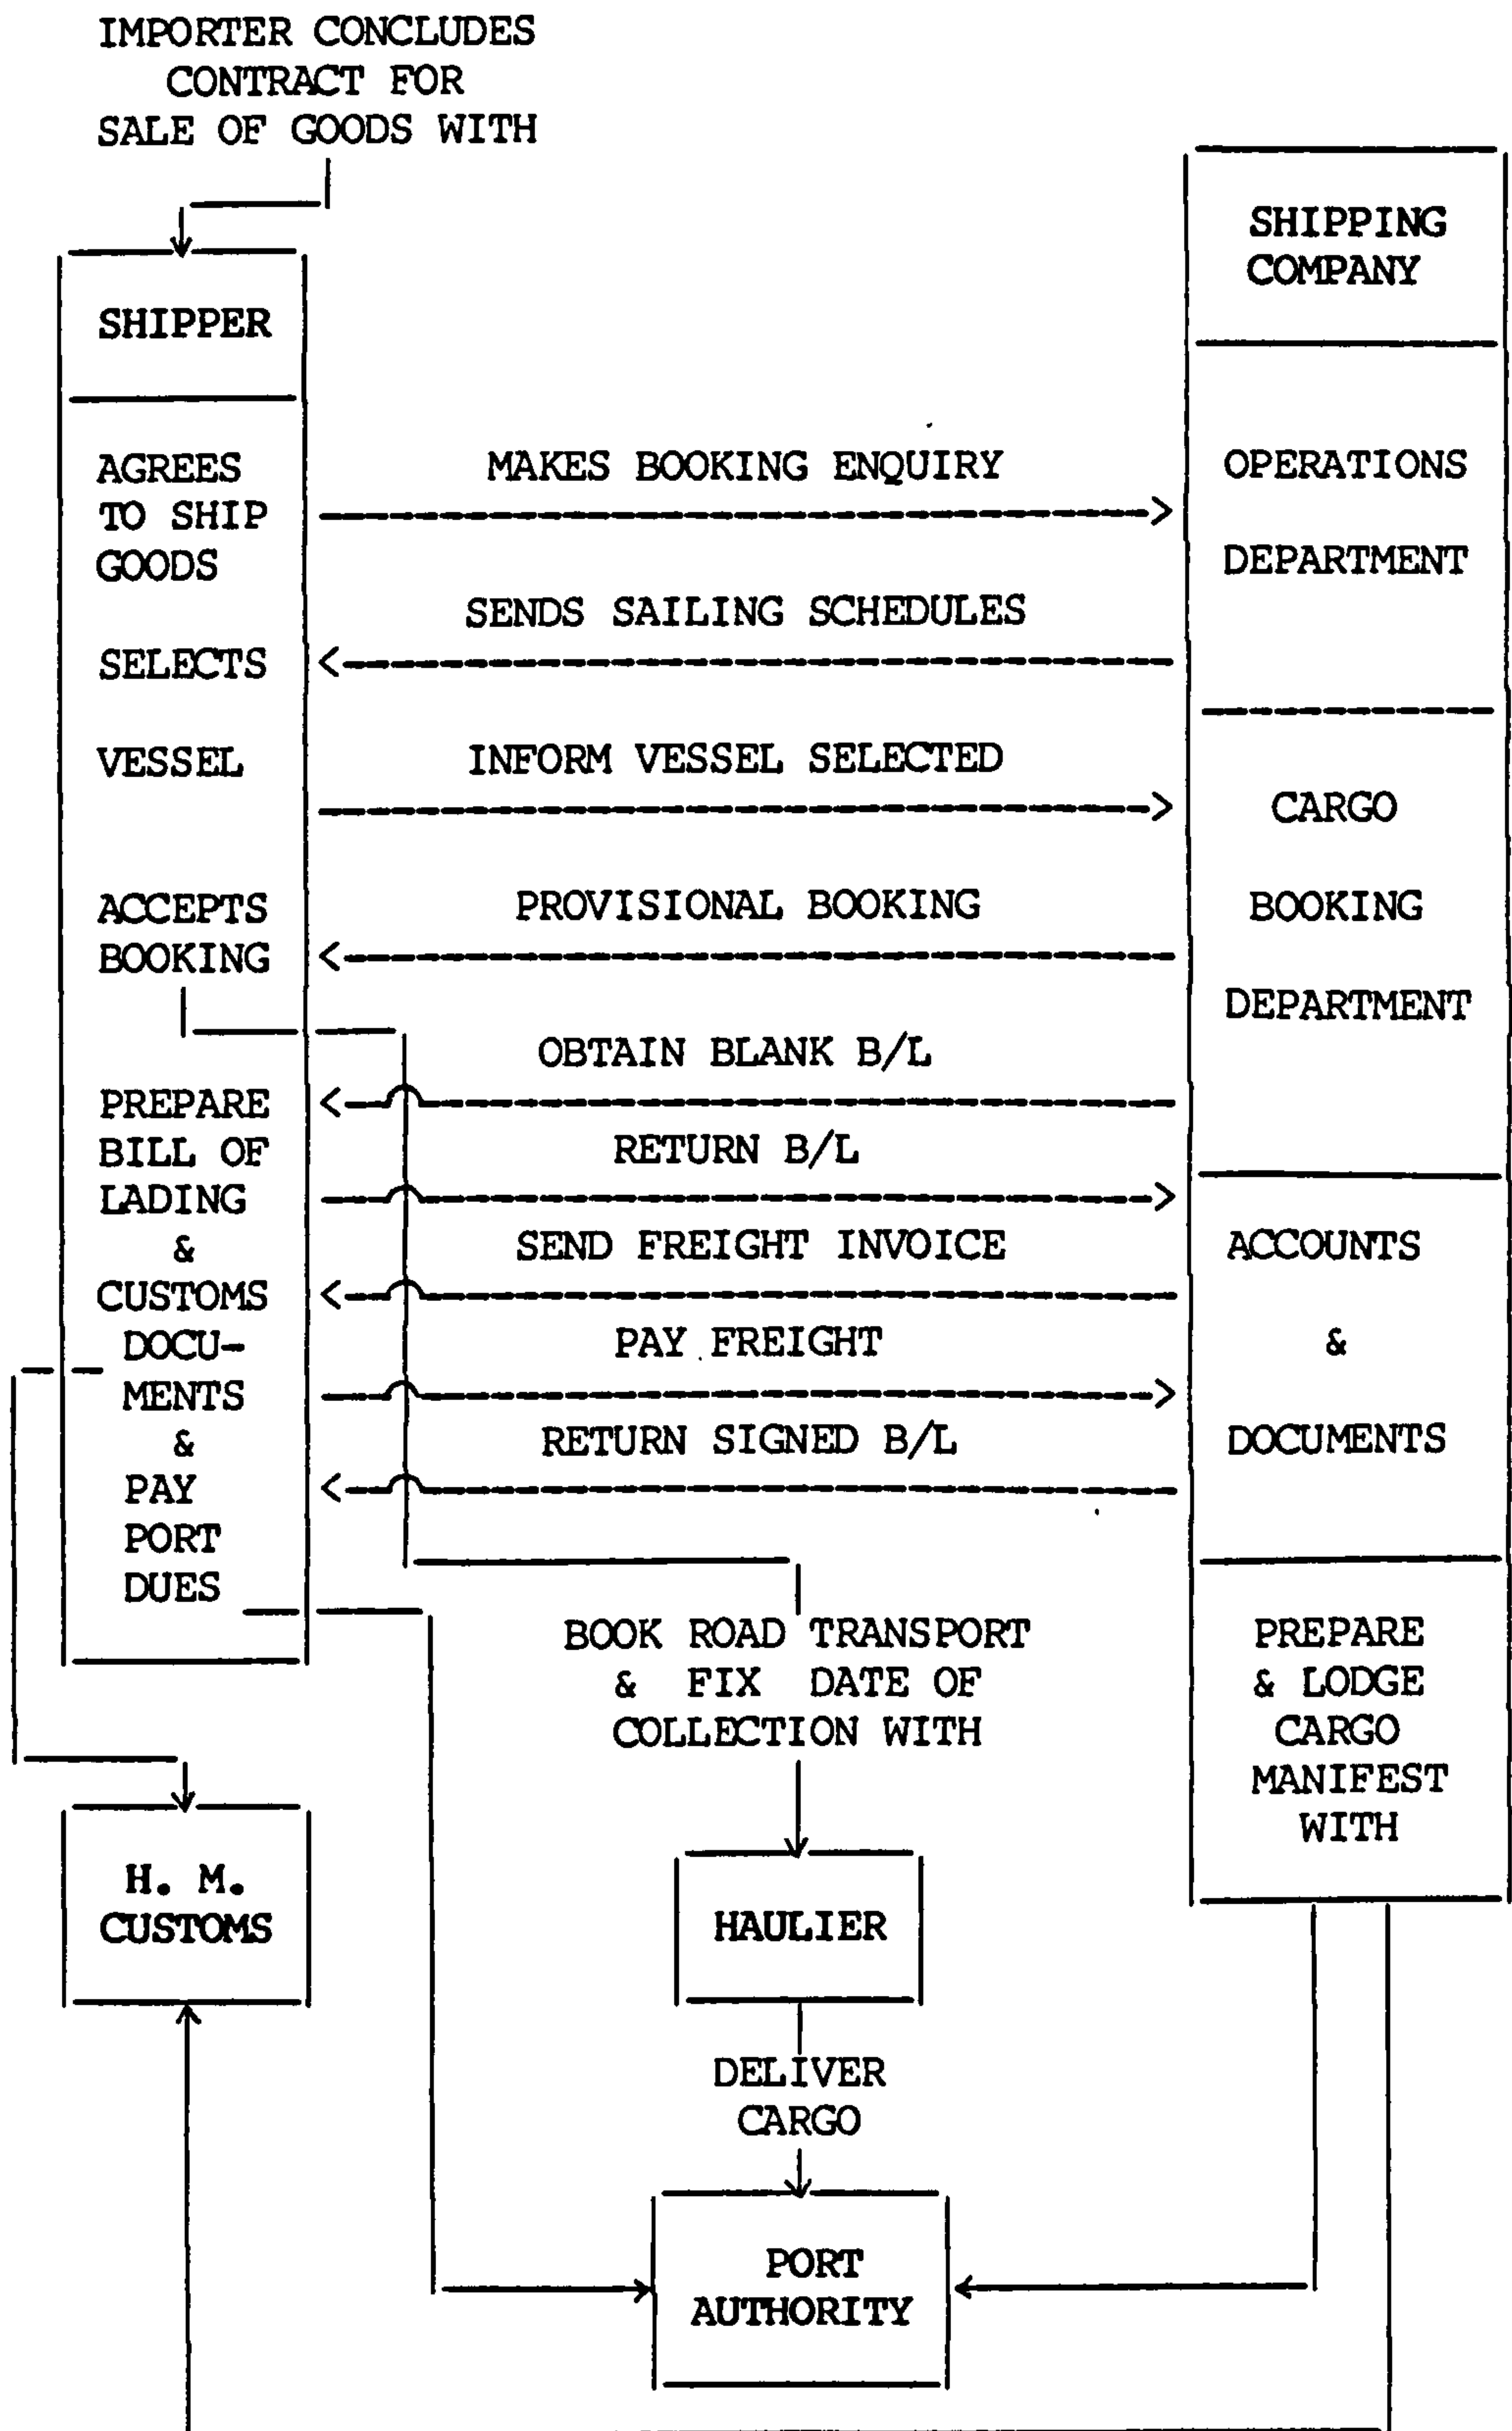 IMPORTER CONCLUDES
CONTRACT FOR
SALE OF GOODS WITH
SHIPPER
AGREES
TO SHIP
GOODS
SELECTS
VESSEL
ACCEPTS
BOOKING
PREPARE
BILL OF
LADING
&
CUSTOMS
DOCU-
MENTS
&
PAY
PORT
DUES
MAKES BOOKING ENQUIRY
SENDS SAILING SCHEDULES
INFORM VESSEL SELECTED
PROVISIONAL BOOKING
OBTAIN BLANK B/L
RETURN B/L
SEND FREIGHT INVOICE
PAY FREIGHT
RETURN SIGNED B/L
SHIPPING
COMPANY
OPERATIONS
DEPARTMENT
CARGO
BOOKING
DEPARTMENT
ACCOUNTS
&
DOCUMENTS
PREPARE
& LODGE
CARGO
MANIFEST
WITH
BOOK ROAD TRANSPORT
& FIX DATE OF
COLLECTION WITH
H. M.
CUSTOMS
HAULIER
DELIVER
CARGO
PORT
AUTHORITY